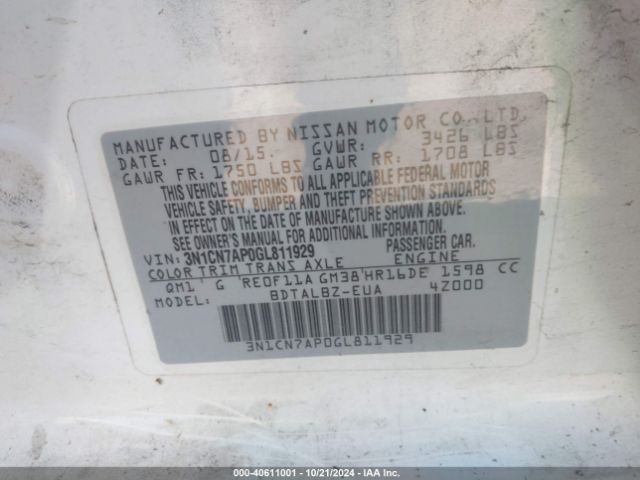 MANUFACTURED BY NISSAN MOTOR CO.,LTD.
DATE: 08/15. GVWR: 3426 LBS
GAWR FR: 1750 LBS GAWR RR: 1708 LBS
THIS VEHICLE CONFORMS TO ALL APPLICABLE FEDERAL MOTOR
VEHICLE SAFETY, BUMPER AND THEFT PREVENTION STANDARDS
IN EFFECT ON THE DATE OF MANUFACTURE SHOWN ABOVE.
SEE OWNER'S MANUAL FOR ADDITIONAL INFORMATION.
VIN: 3N1CN7AP0GL811929 PASSENGER CAR.
COLOR TRIM TRANS AXLE ENGINE
QM1 G RE0F11A GM38 HR16DE 1598 CC
MODEL: BDTALBZ-EUA 4Z000
3N1CN7AP0GL811929
000-40611001 - 10/21/2024 - IAA Inc.